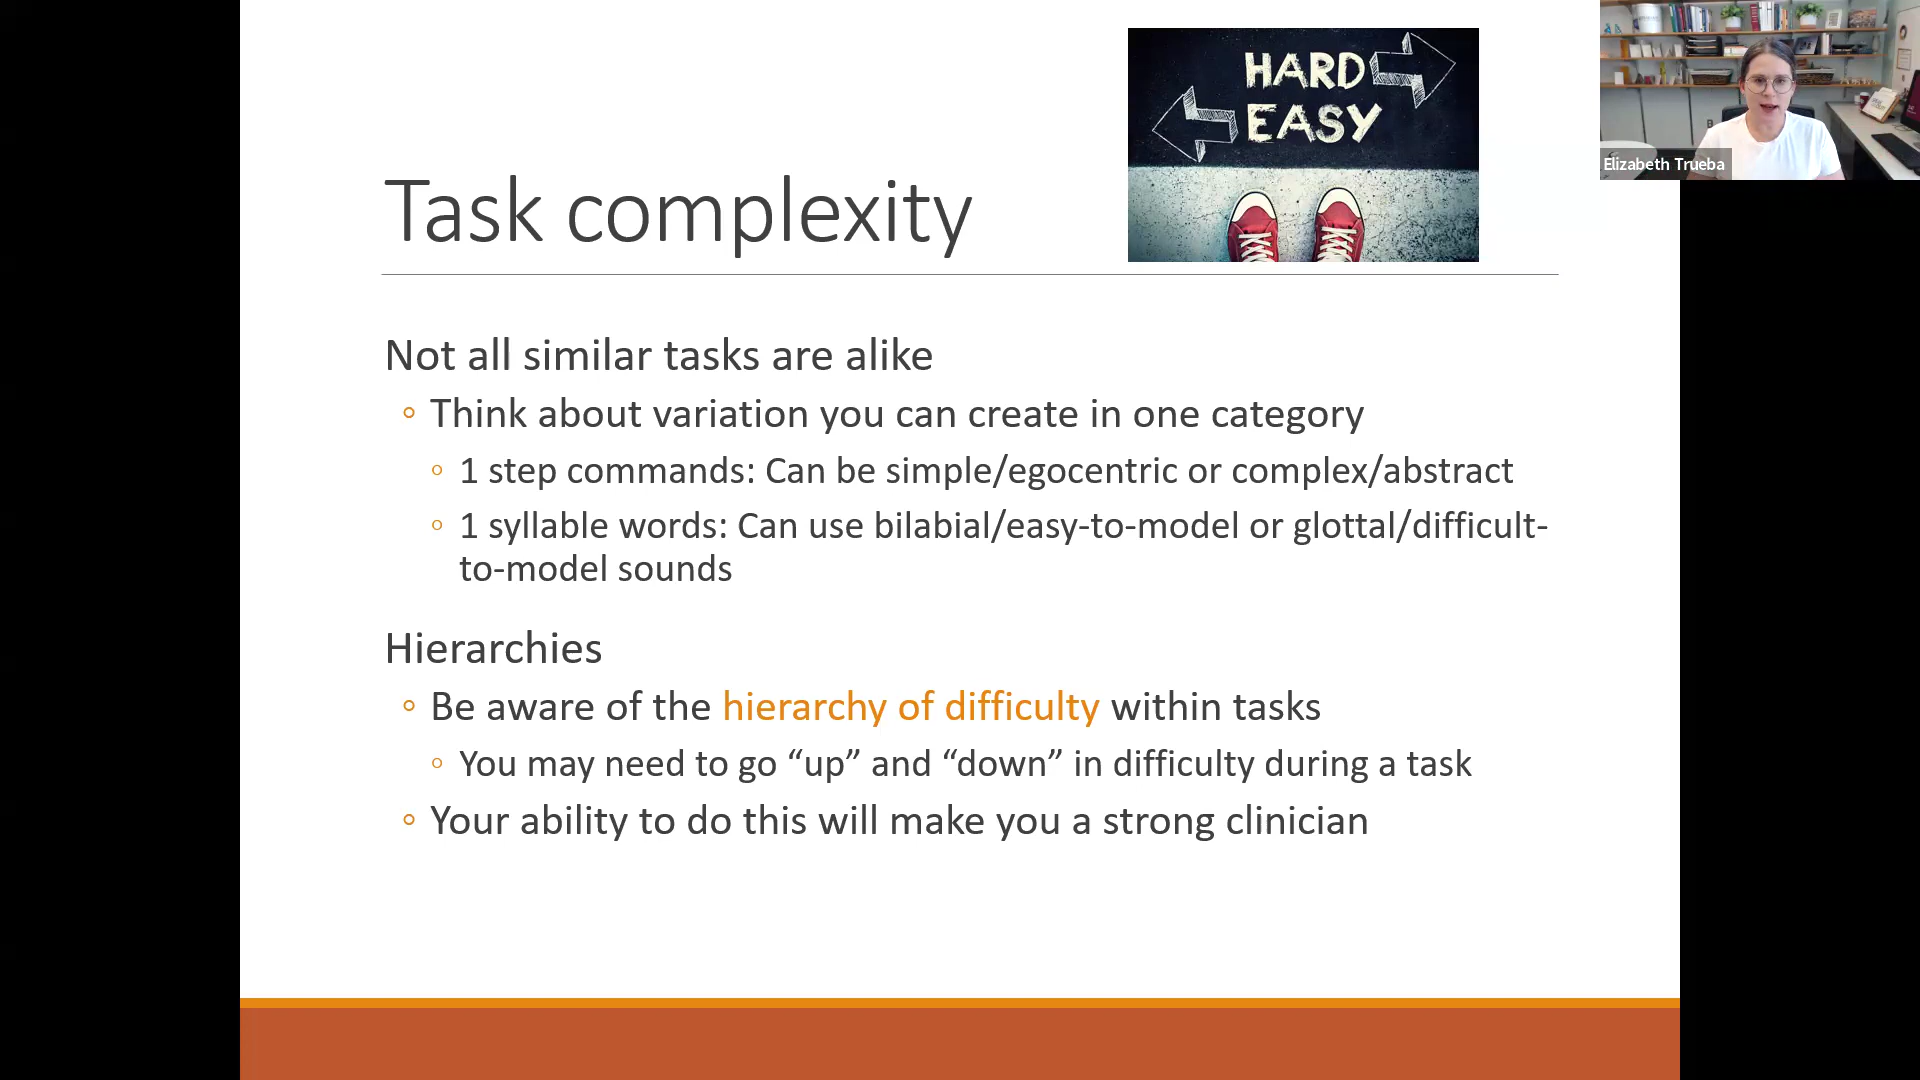 HARD
EASY
Elizabeth Trueba
Task complexity
Not all similar tasks are alike
Think about variation you can create in one category
1 step commands: Can be simple/egocentric or complex/abstract
1 syllable words: Can use bilabial/easy-to-model or glottal/difficult-
to-model sounds
Hierarchies
Be aware of the hierarchy of difficulty within tasks
You may need to go “up” and “down” in difficulty during a task
Your ability to do this will make you a strong clinician